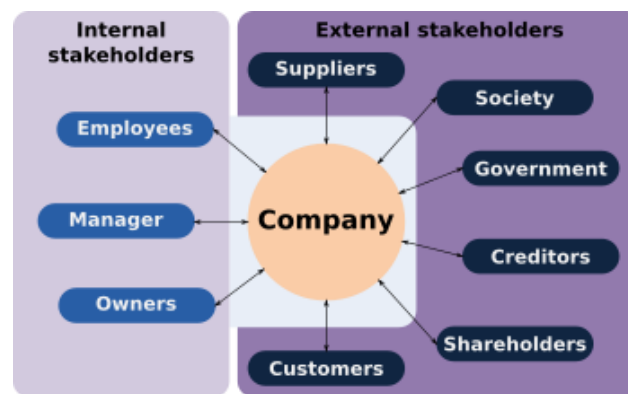 Internal
stakeholders
External stakeholders
Suppliers
Society
Employees
Government
Manager
Company
Creditors
Owners
Shareholders
Customers